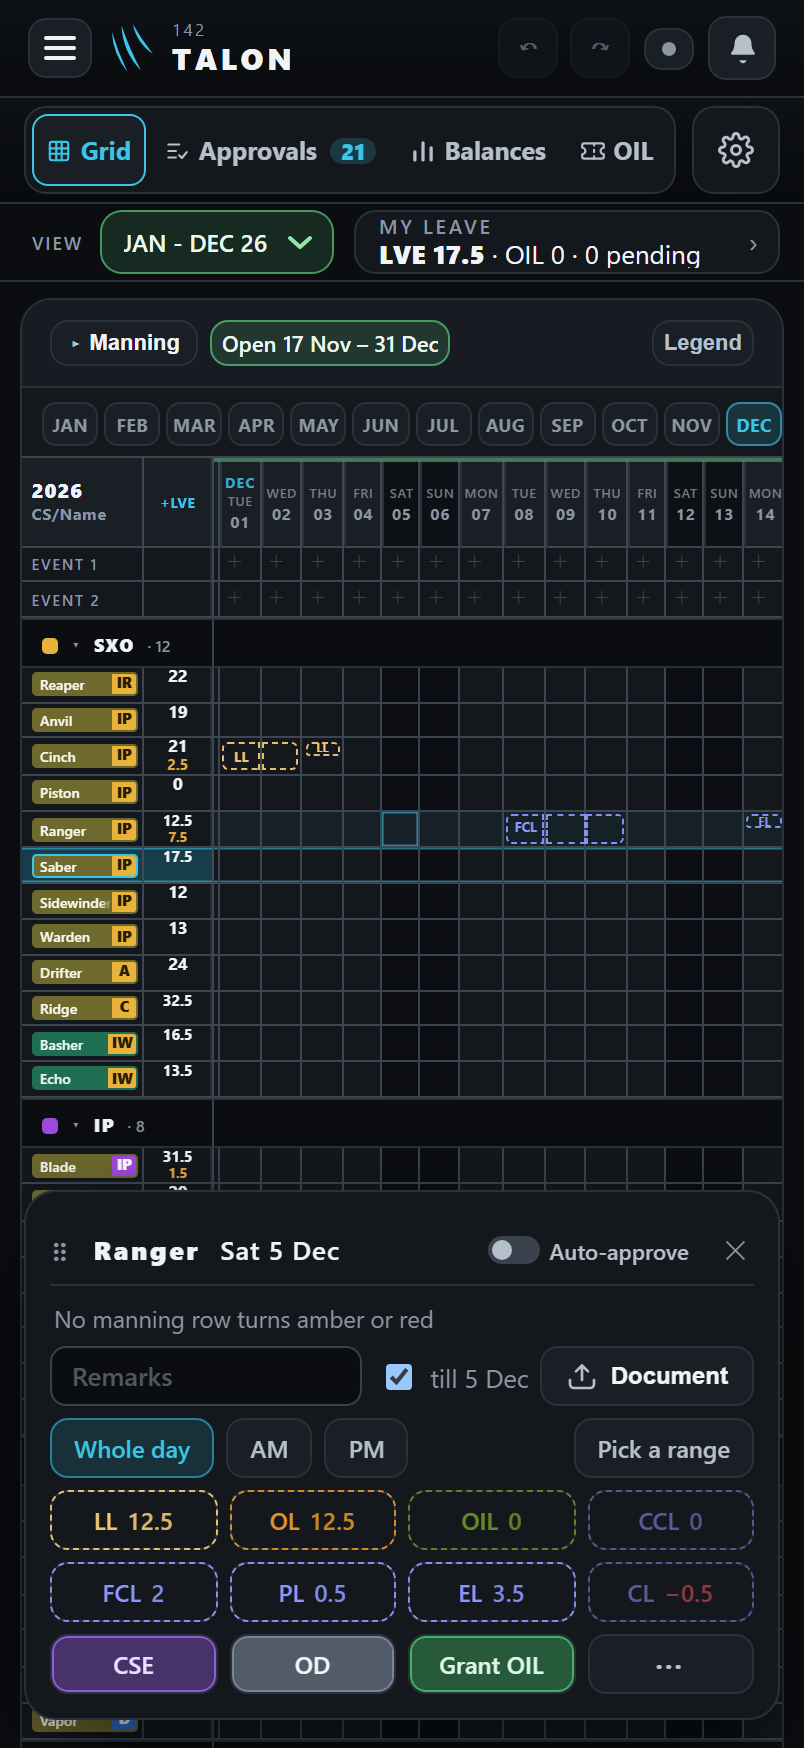 142
TALON
Grid
Approvals 21
Balances
OIL
VIEW
JAN - DEC 26
MY LEAVE
LVE 17.5 · OIL 0 · 0 pending
Manning
Open 17 Nov – 31 Dec
Legend
JAN FEB MAR APR MAY JUN JUL AUG SEP OCT NOV DEC
2026
CS/Name
+LVE
DEC
TUE WED THU FRI SAT SUN MON TUE WED THU FRI SAT SUN MON
01 02 03 04 05 06 07 08 09 10 11 12 13 14
EVENT 1 + + + + + + + + + + + + + +
EVENT 2 + + + + + + + + + + + + + +
SXO · 12
Reaper IR 22
Anvil IP 19
Cinch IP 21 2.5 LL LL
Piston IP 0
Ranger IP 12.5 7.5 FCL EL
Saber IP 17.5
Sidewinder IP 12
Warden IP 13
Drifter A 24
Ridge C 32.5
Basher IW 16.5
Echo IW 13.5
IP · 8
Blade IP 31.5 1.5
Ranger Sat 5 Dec
Auto-approve
No manning row turns amber or red
Remarks
till 5 Dec
Document
Whole day AM PM Pick a range
LL 12.5 OL 12.5 OIL 0 CCL 0
FCL 2 PL 0.5 EL 3.5 CL −0.5
CSE OD Grant OIL ...
Vapor